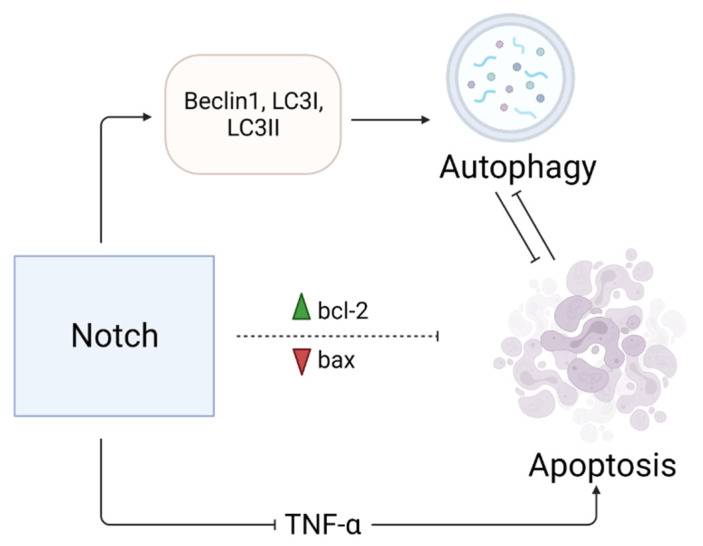 Beclin1, LC3I,
LC3II
Autophagy
Notch
bcl-2
bax
Apoptosis
TNF-α